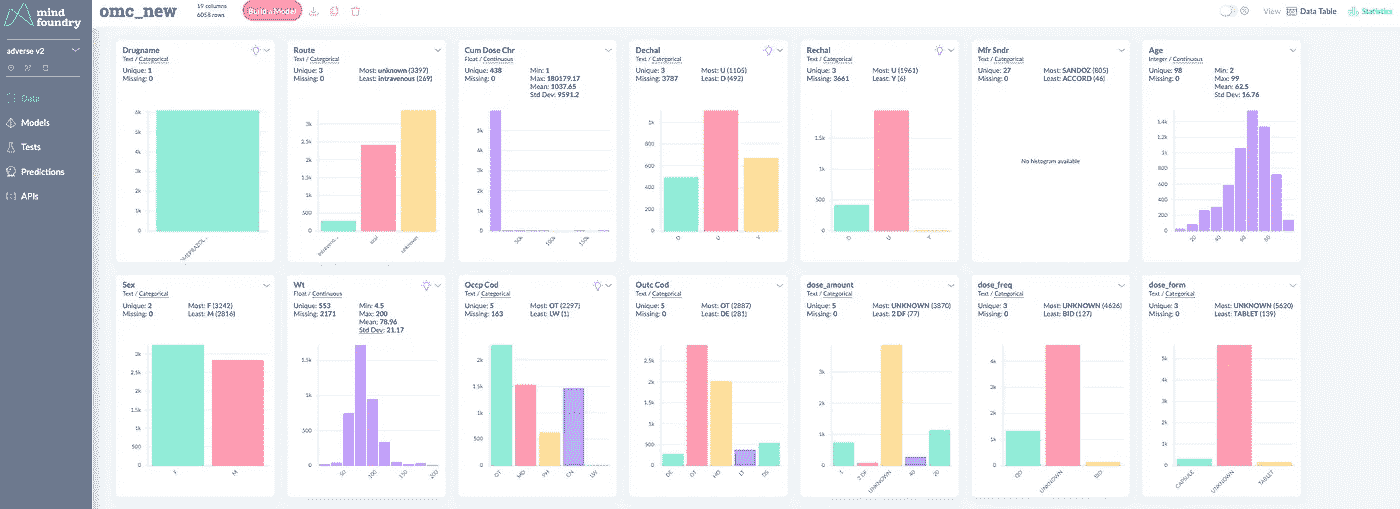 mind
foundry
adverse v2
Data
Models
Tests
Predictions
APIs
omc_new
19 columns
6058 rows
Build a Model
View
Data Table
Statistics
Drugname
Text / Categorical
Unique: 1
Missing: 0
6k
5k
4k
3k
2k
1k
0
Route
Text / Categorical
Unique: 3 Most: unknown (3397)
Missing: 0 Least: intravenous (269)
3k
2.5k
2k
1.5k
1k
500
0
oral
unknown
Cum Dose Chr
Float / Continuous
Unique: 438 Min: 1
Missing: 0 Max: 180179.17
Mean: 1037.65
Std Dev: 9591.2
5k
4k
3k
2k
1k
0
50k
100k
150k
Dechal
Text / Categorical
Unique: 3 Most: U (1105)
Missing: 3787 Least: D (492)
1k
800
600
400
200
0
D
U
Y
Rechal
Text / Categorical
Unique: 3 Most: U (1961)
Missing: 3661 Least: Y (6)
1.5k
1k
500
0
D
U
Y
Mfr Sndr
Text / Categorical
Unique: 27 Most: SANDOZ (805)
Missing: 0 Least: ACCORD (46)
No histogram available
Age
Integer / Continuous
Unique: 98 Min: 2
Missing: 0 Max: 99
Mean: 62.5
Std Dev: 16.76
1.4k
1.2k
1k
800
600
400
200
0
20
40
60
80
Sex
Text / Categorical
Unique: 2 Most: F (3242)
Missing: 0 Least: M (2816)
3k
2.5k
2k
1.5k
1k
500
0
F
M
Wt
Float / Continuous
Unique: 553 Min: 4.5
Missing: 2171 Max: 200
Mean: 78.96
Std Dev: 21.17
1.5k
1k
500
0
50
100
150
200
Occp Cod
Text / Categorical
Unique: 5 Most: OT (2297)
Missing: 163 Least: LW (1)
2k
1.5k
1k
500
0
OT
MD
PH
CN
LW
Outc Cod
Text / Categorical
Unique: 5 Most: OT (2887)
Missing: 0 Least: DE (281)
2.5k
2k
1.5k
1k
500
0
DE
OT
HO
LT
DS
dose_amount
Text / Categorical
Unique: 5 Most: UNKNOWN (3870)
Missing: 0 Least: 2 DF (77)
3k
2k
1k
0
1
2 DF
UNKNOWN
40
20
dose_freq
Text / Categorical
Unique: 3 Most: UNKNOWN (4626)
Missing: 0 Least: BID (127)
4k
3k
2k
1k
0
QD
UNKNOWN
BID
dose_form
Text / Categorical
Unique: 3 Most: UNKNOWN (5620)
Missing: 0 Least: TABLET (139)
5k
4k
3k
2k
1k
0
CAPSULE
UNKNOWN
TABLET